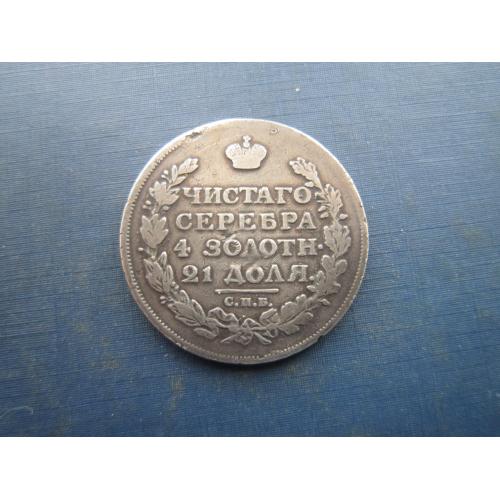 ЧИСТАГО
СЕРЕБРА
4 ЗОЛОТН·
21 ДОЛЯ.
С.П.Б.